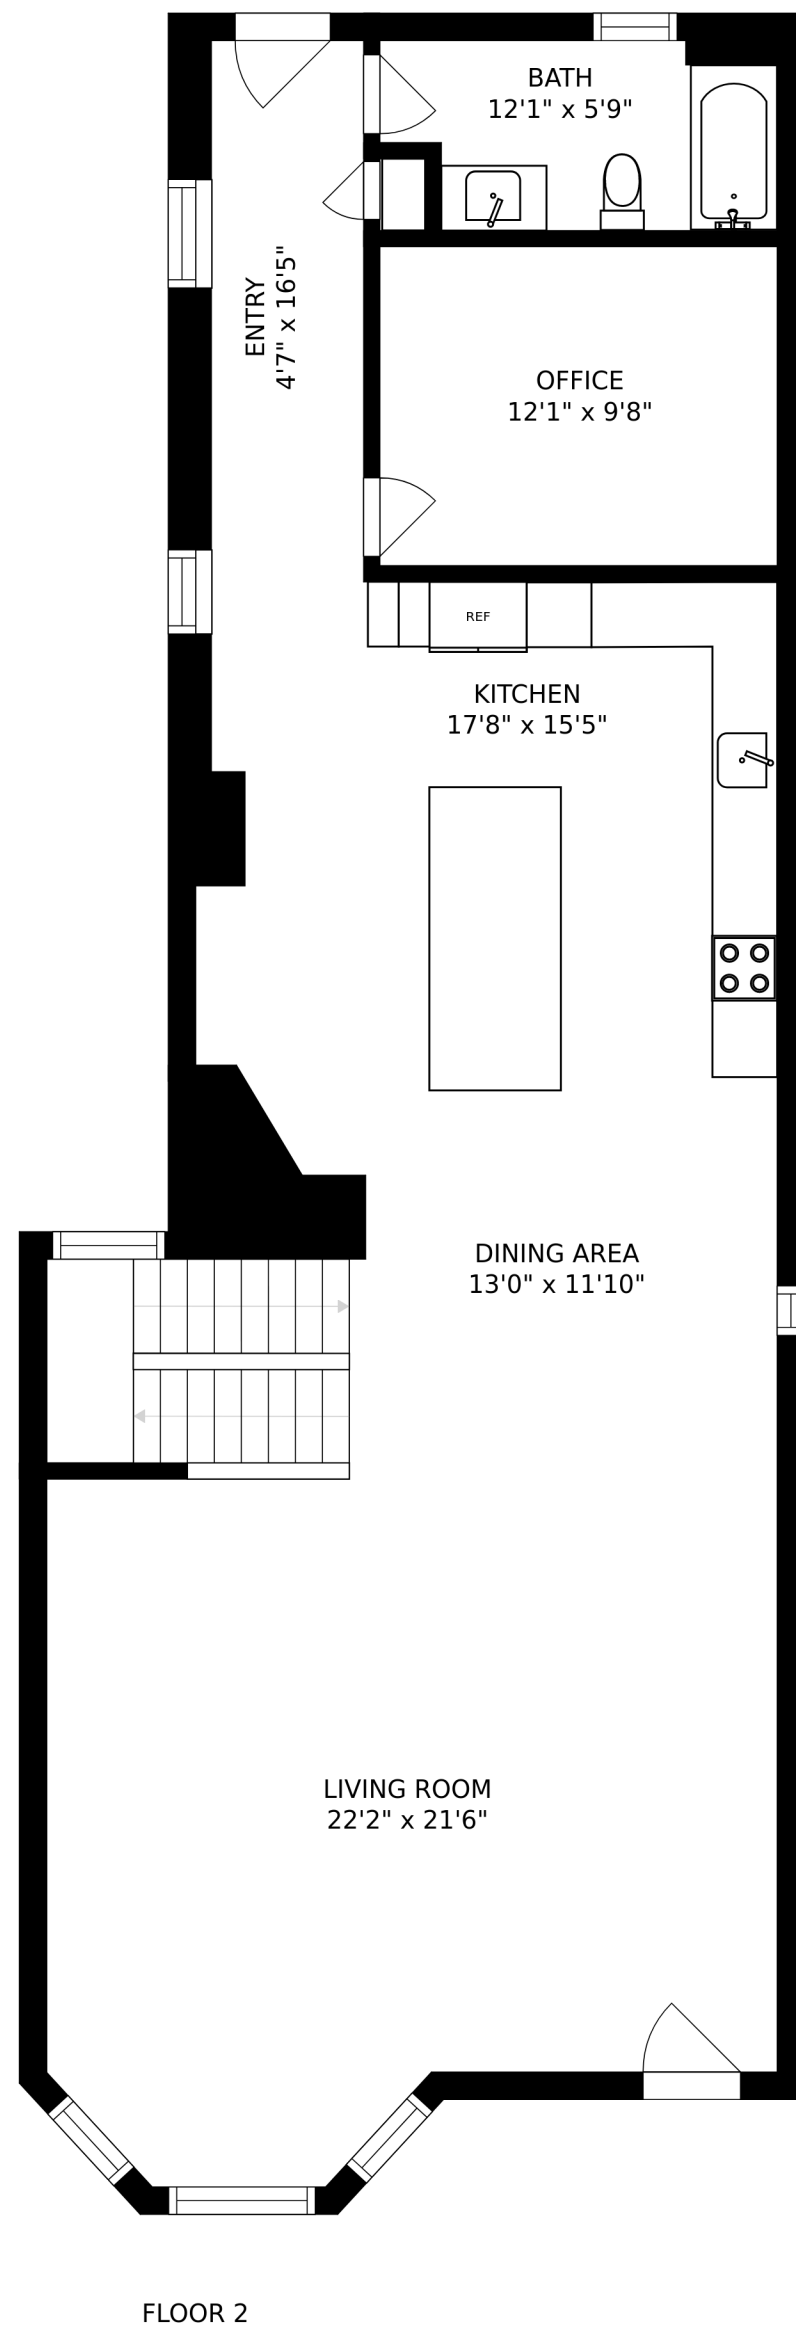 BATH
12'1" x 5'9"
ENTRY
4'7" x 16'5"
OFFICE
12'1" x 9'8"
REF
KITCHEN
17'8" x 15'5"
DINING AREA
13'0" x 11'10"
LIVING ROOM
22'2" x 21'6"
FLOOR 2